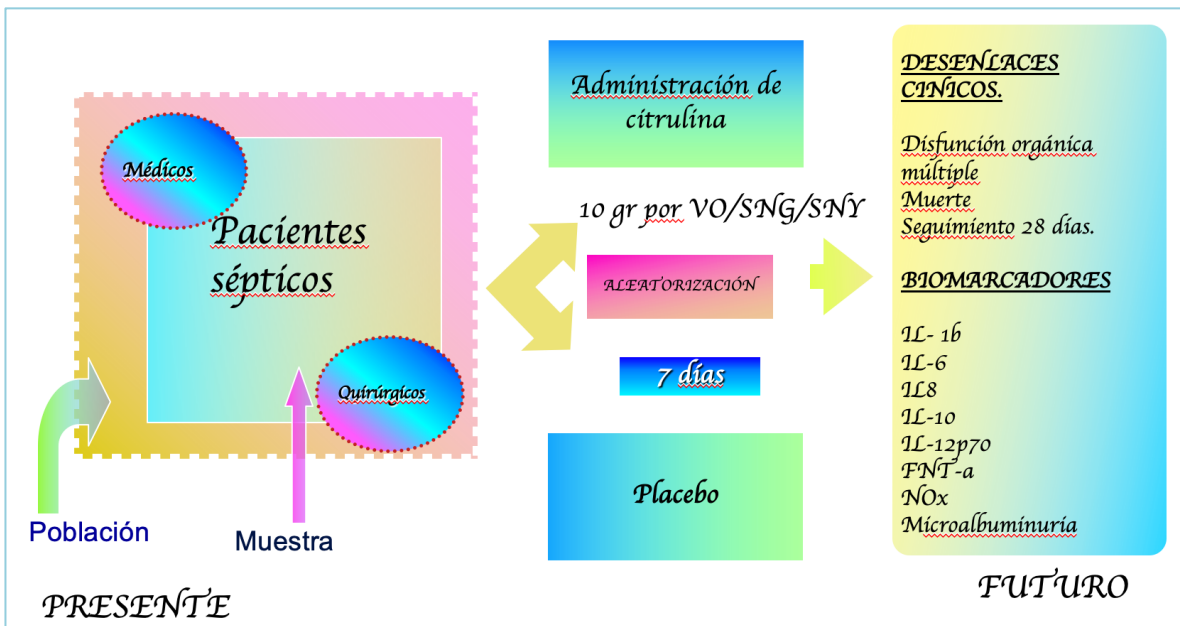 Médicos
Pacientes
sépticos
Quirúrgicos
Población
Muestra
PRESENTE
Administración de
citrulina
10 gr por VO/SNG/SNY
ALEATORIZACIÓN
7 días
Placebo
DESENLACES
CINICOS.
Disfunción orgánica
múltiple
Muerte
Seguimiento 28 días.
BIOMARCADORES
IL- 1b
IL-6
IL8
IL-10
IL-12p70
FNT-a
NOx
Microalbuminuria
FUTURO